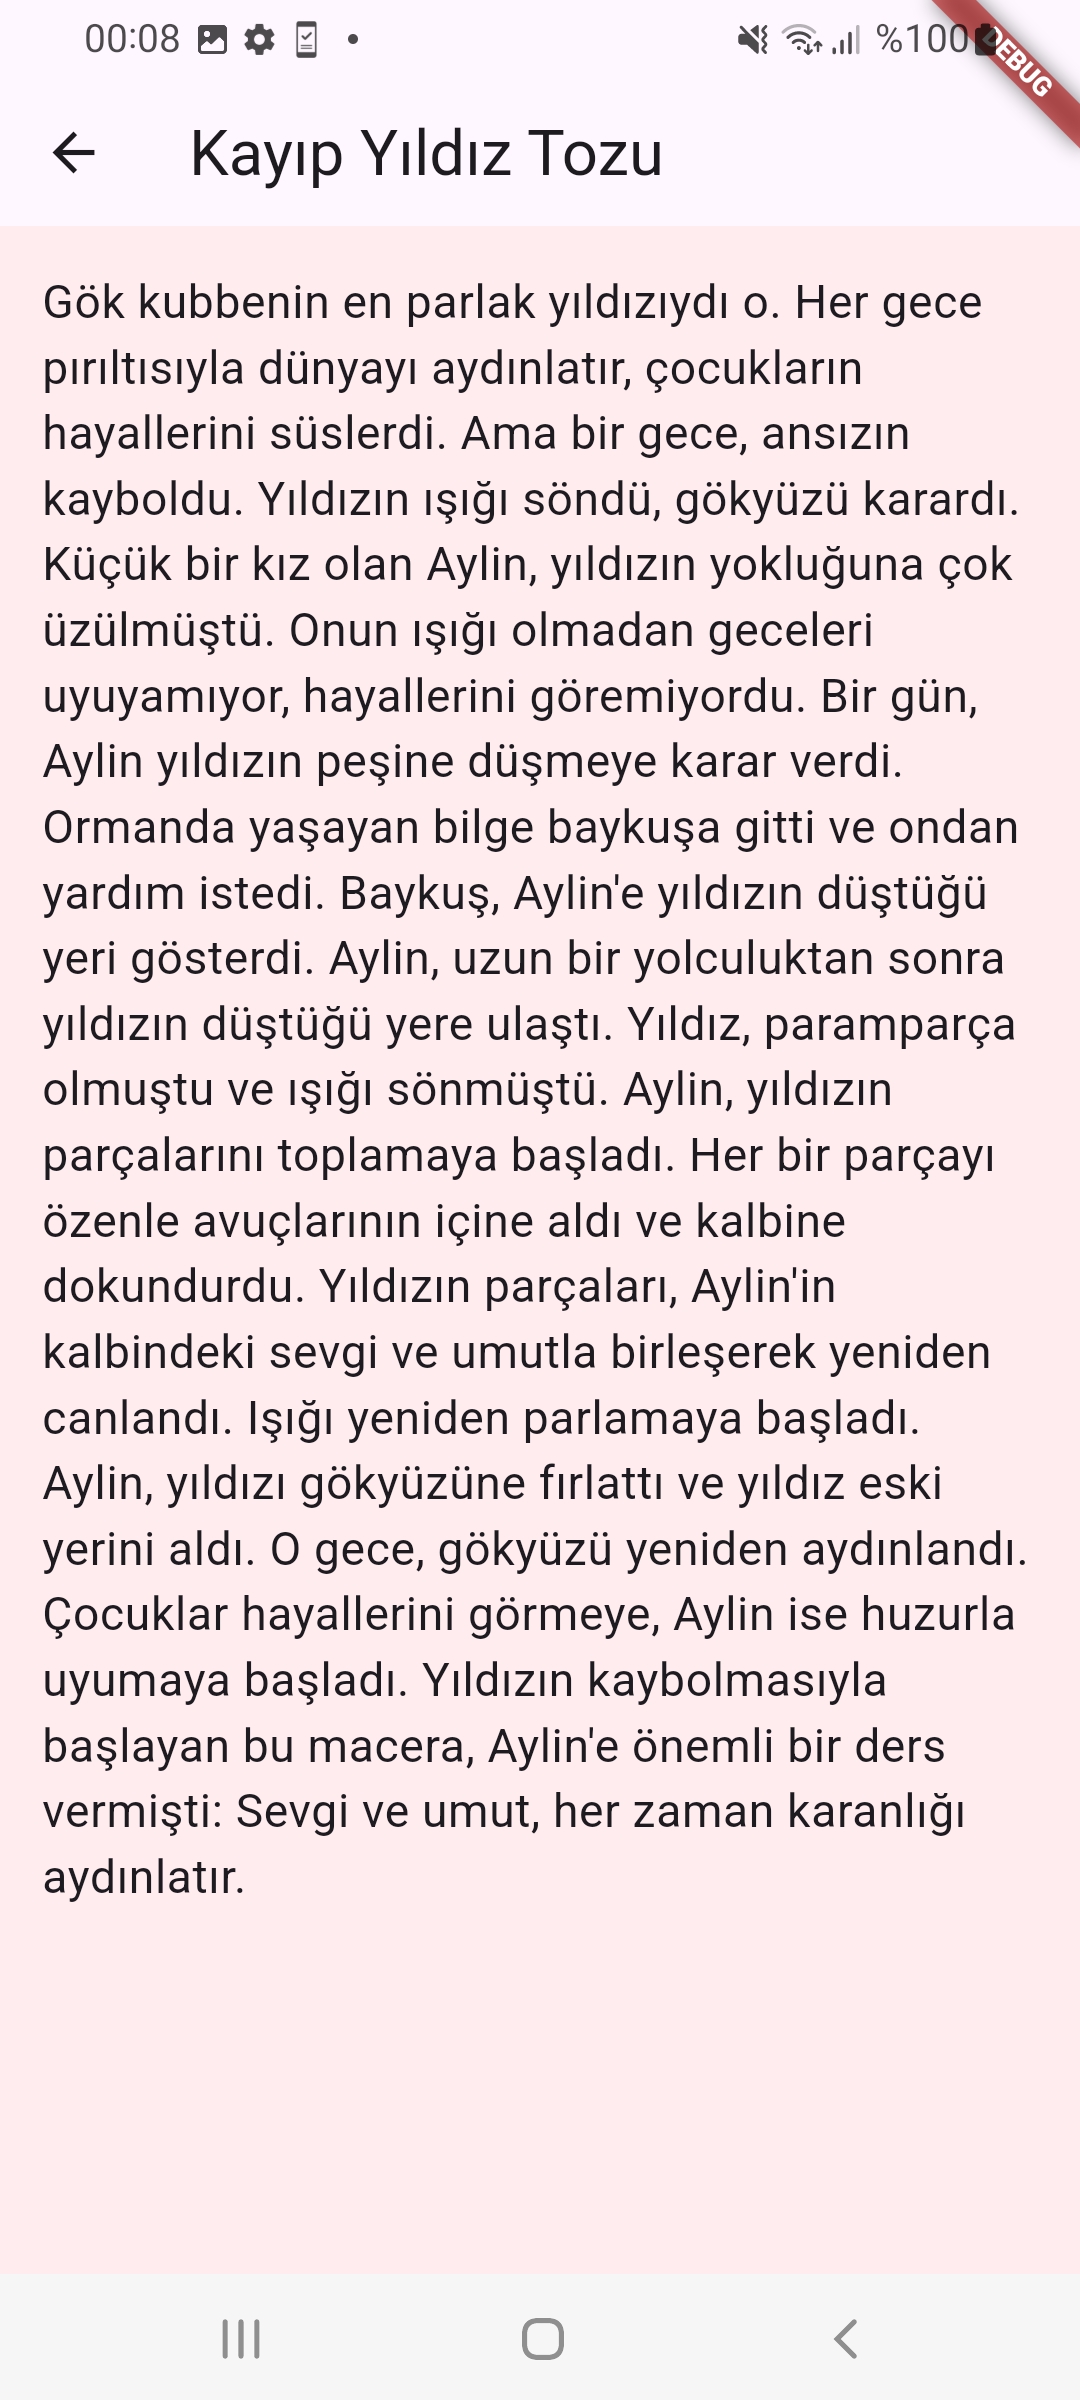 00:08
%100
DEBUG
Kayıp Yıldız Tozu
Gök kubbenin en parlak yıldızıydı o. Her gece
pırıltısıyla dünyayı aydınlatır, çocukların
hayallerini süslerdi. Ama bir gece, ansızın
kayboldu. Yıldızın ışığı söndü, gökyüzü karardı.
Küçük bir kız olan Aylin, yıldızın yokluğuna çok
üzülmüştü. Onun ışığı olmadan geceleri
uyuyamıyor, hayallerini göremiyordu. Bir gün,
Aylin yıldızın peşine düşmeye karar verdi.
Ormanda yaşayan bilge baykuşa gitti ve ondan
yardım istedi. Baykuş, Aylin'e yıldızın düştüğü
yeri gösterdi. Aylin, uzun bir yolculuktan sonra
yıldızın düştüğü yere ulaştı. Yıldız, paramparça
olmuştu ve ışığı sönmüştü. Aylin, yıldızın
parçalarını toplamaya başladı. Her bir parçayı
özenle avuçlarının içine aldı ve kalbine
dokundurdu. Yıldızın parçaları, Aylin'in
kalbindeki sevgi ve umutla birleşerek yeniden
canlandı. Işığı yeniden parlamaya başladı.
Aylin, yıldızı gökyüzüne fırlattı ve yıldız eski
yerini aldı. O gece, gökyüzü yeniden aydınlandı.
Çocuklar hayallerini görmeye, Aylin ise huzurla
uyumaya başladı. Yıldızın kaybolmasıyla
başlayan bu macera, Aylin'e önemli bir ders
vermişti: Sevgi ve umut, her zaman karanlığı
aydınlatır.